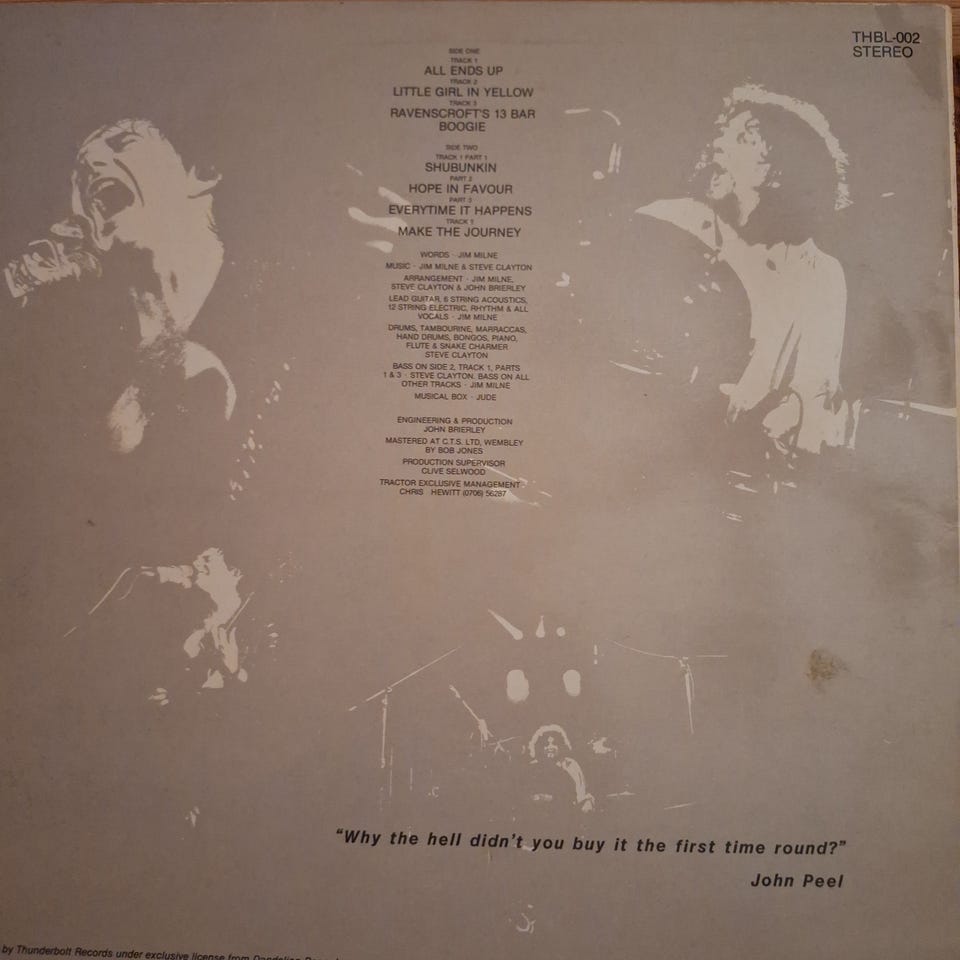 THBL-002
STEREO
SIDE ONE
TRACK 1
ALL ENDS UP
TRACK 2
LITTLE GIRL IN YELLOW
TRACK 3
RAVENSCROFT'S 13 BAR
BOOGIE
SIDE TWO
TRACK 1 PART 1
SHUBUNKIN
PART 2
HOPE IN FAVOUR
PART 3
EVERYTIME IT HAPPENS
TRACK 1
MAKE THE JOURNEY
WORDS · JIM MILNE
MUSIC · JIM MILNE & STEVE CLAYTON
ARRANGEMENT · JIM MILNE,
STEVE CLAYTON & JOHN BRIERLEY
LEAD GUITAR, 6 STRING ACOUSTICS,
12 STRING ELECTRIC, RHYTHM & ALL
VOCALS · JIM MILNE
DRUMS, TAMBOURINE, MARRACCAS,
HAND DRUMS, BONGOS, PIANO,
FLUTE & SNAKE CHARMER
STEVE CLAYTON
BASS ON SIDE 2, TRACK 1, PARTS
1 & 3 · STEVE CLAYTON. BASS ON ALL
OTHER TRACKS · JIM MILNE
MUSICAL BOX · JUDE
ENGINEERING & PRODUCTION
JOHN BRIERLEY
MASTERED AT C.T.S. LTD, WEMBLEY
BY BOB JONES
PRODUCTION SUPERVISOR
CLIVE SELWOOD
TRACTOR EXCLUSIVE MANAGEMENT
CHRIS HEWITT (0706) 56287
"Why the hell didn't you buy it the first time round?"
John Peel
by Thunderbolt Records under exclusive license from Dandelion